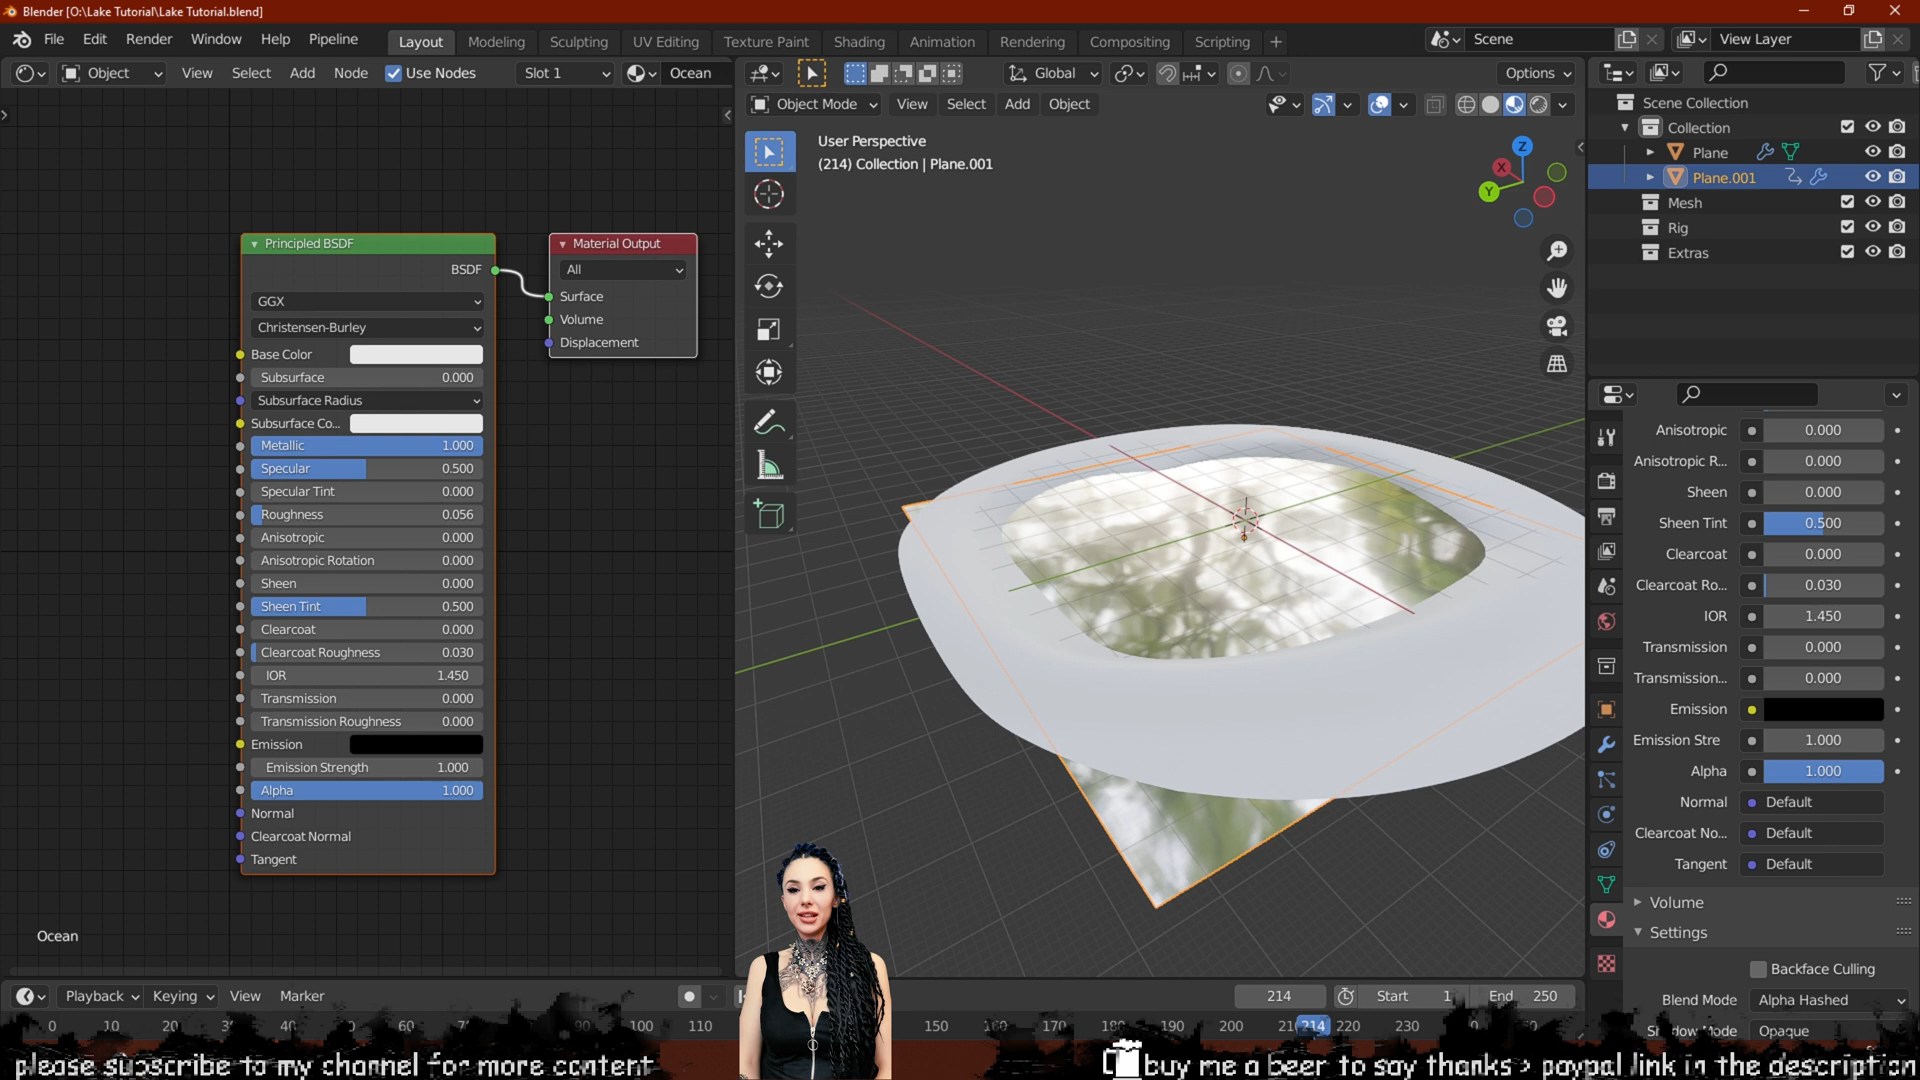 Blender [O:\Lake Tutorial\Lake Tutorial.blend]
File Edit Render Window Help Pipeline
Layout Modeling Sculpting UV Editing Texture Paint Shading Animation Rendering Compositing Scripting +
Scene
View Layer
Object View Select Add Node Use Nodes Slot 1 Ocean
Global
Options
Object Mode View Select Add Object
User Perspective
(214) Collection | Plane.001
Z
X
Y
Scene Collection
Collection
Plane
Plane.001
Mesh
Rig
Extras
Principled BSDF
BSDF
GGX
Christensen-Burley
Base Color
Subsurface 0.000
Subsurface Radius
Subsurface Co...
Metallic 1.000
Specular 0.500
Specular Tint 0.000
Roughness 0.056
Anisotropic 0.000
Anisotropic Rotation 0.000
Sheen 0.000
Sheen Tint 0.500
Clearcoat 0.000
Clearcoat Roughness 0.030
IOR 1.450
Transmission 0.000
Transmission Roughness 0.000
Emission
Emission Strength 1.000
Alpha 1.000
Normal
Clearcoat Normal
Tangent
Material Output
All
Surface
Volume
Displacement
Ocean
Anisotropic 0.000
Anisotropic R... 0.000
Sheen 0.000
Sheen Tint 0.500
Clearcoat 0.000
Clearcoat Ro... 0.030
IOR 1.450
Transmission 0.000
Transmission... 0.000
Emission
Emission Stre 1.000
Alpha 1.000
Normal Default
Clearcoat No... Default
Tangent Default
Volume
Settings
Backface Culling
Blend Mode Alpha Hashed
Shadow Mode Opaque
Playback Keying View Marker
214 Start 1 End 250
0 10 20 40 60 100 110 150 170 180 190 200 214 220 230
please subscribe to my channel for more content
buy me a beer to say thanks > paypal link in the description